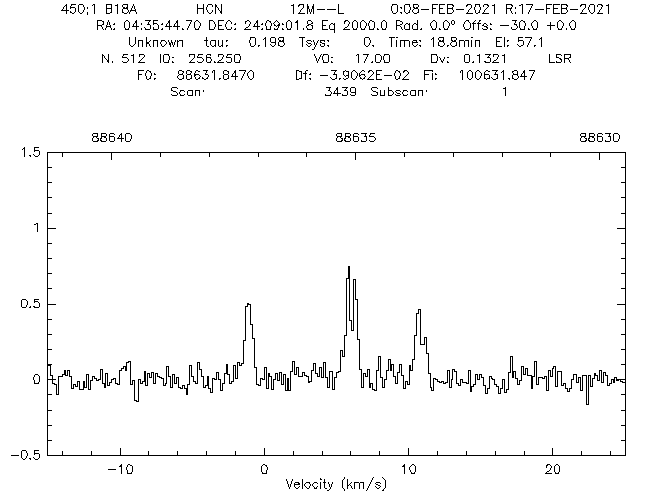 450;1 B18A HCN 12M--L O:08-FEB-2021 R:17-FEB-2021
RA: 04:35:44.70 DEC: 24:09:01.8 Eq 2000.0 Rad. 0.0° Offs: -30.0 +0.0
Unknown tau: 0.198 Tsys: 0. Time: 18.8min El: 57.1
N: 512 I0: 256.250 V0: 17.00 Dv: 0.1321 LSR
F0: 88631.8470 Df: -3.9062E-02 Fi: 100631.847
Scan: 3439 Subscan: 1
88640 88635 88630
1.5
1
0.5
0
-0.5
-10 0 10 20
Velocity (km/s)